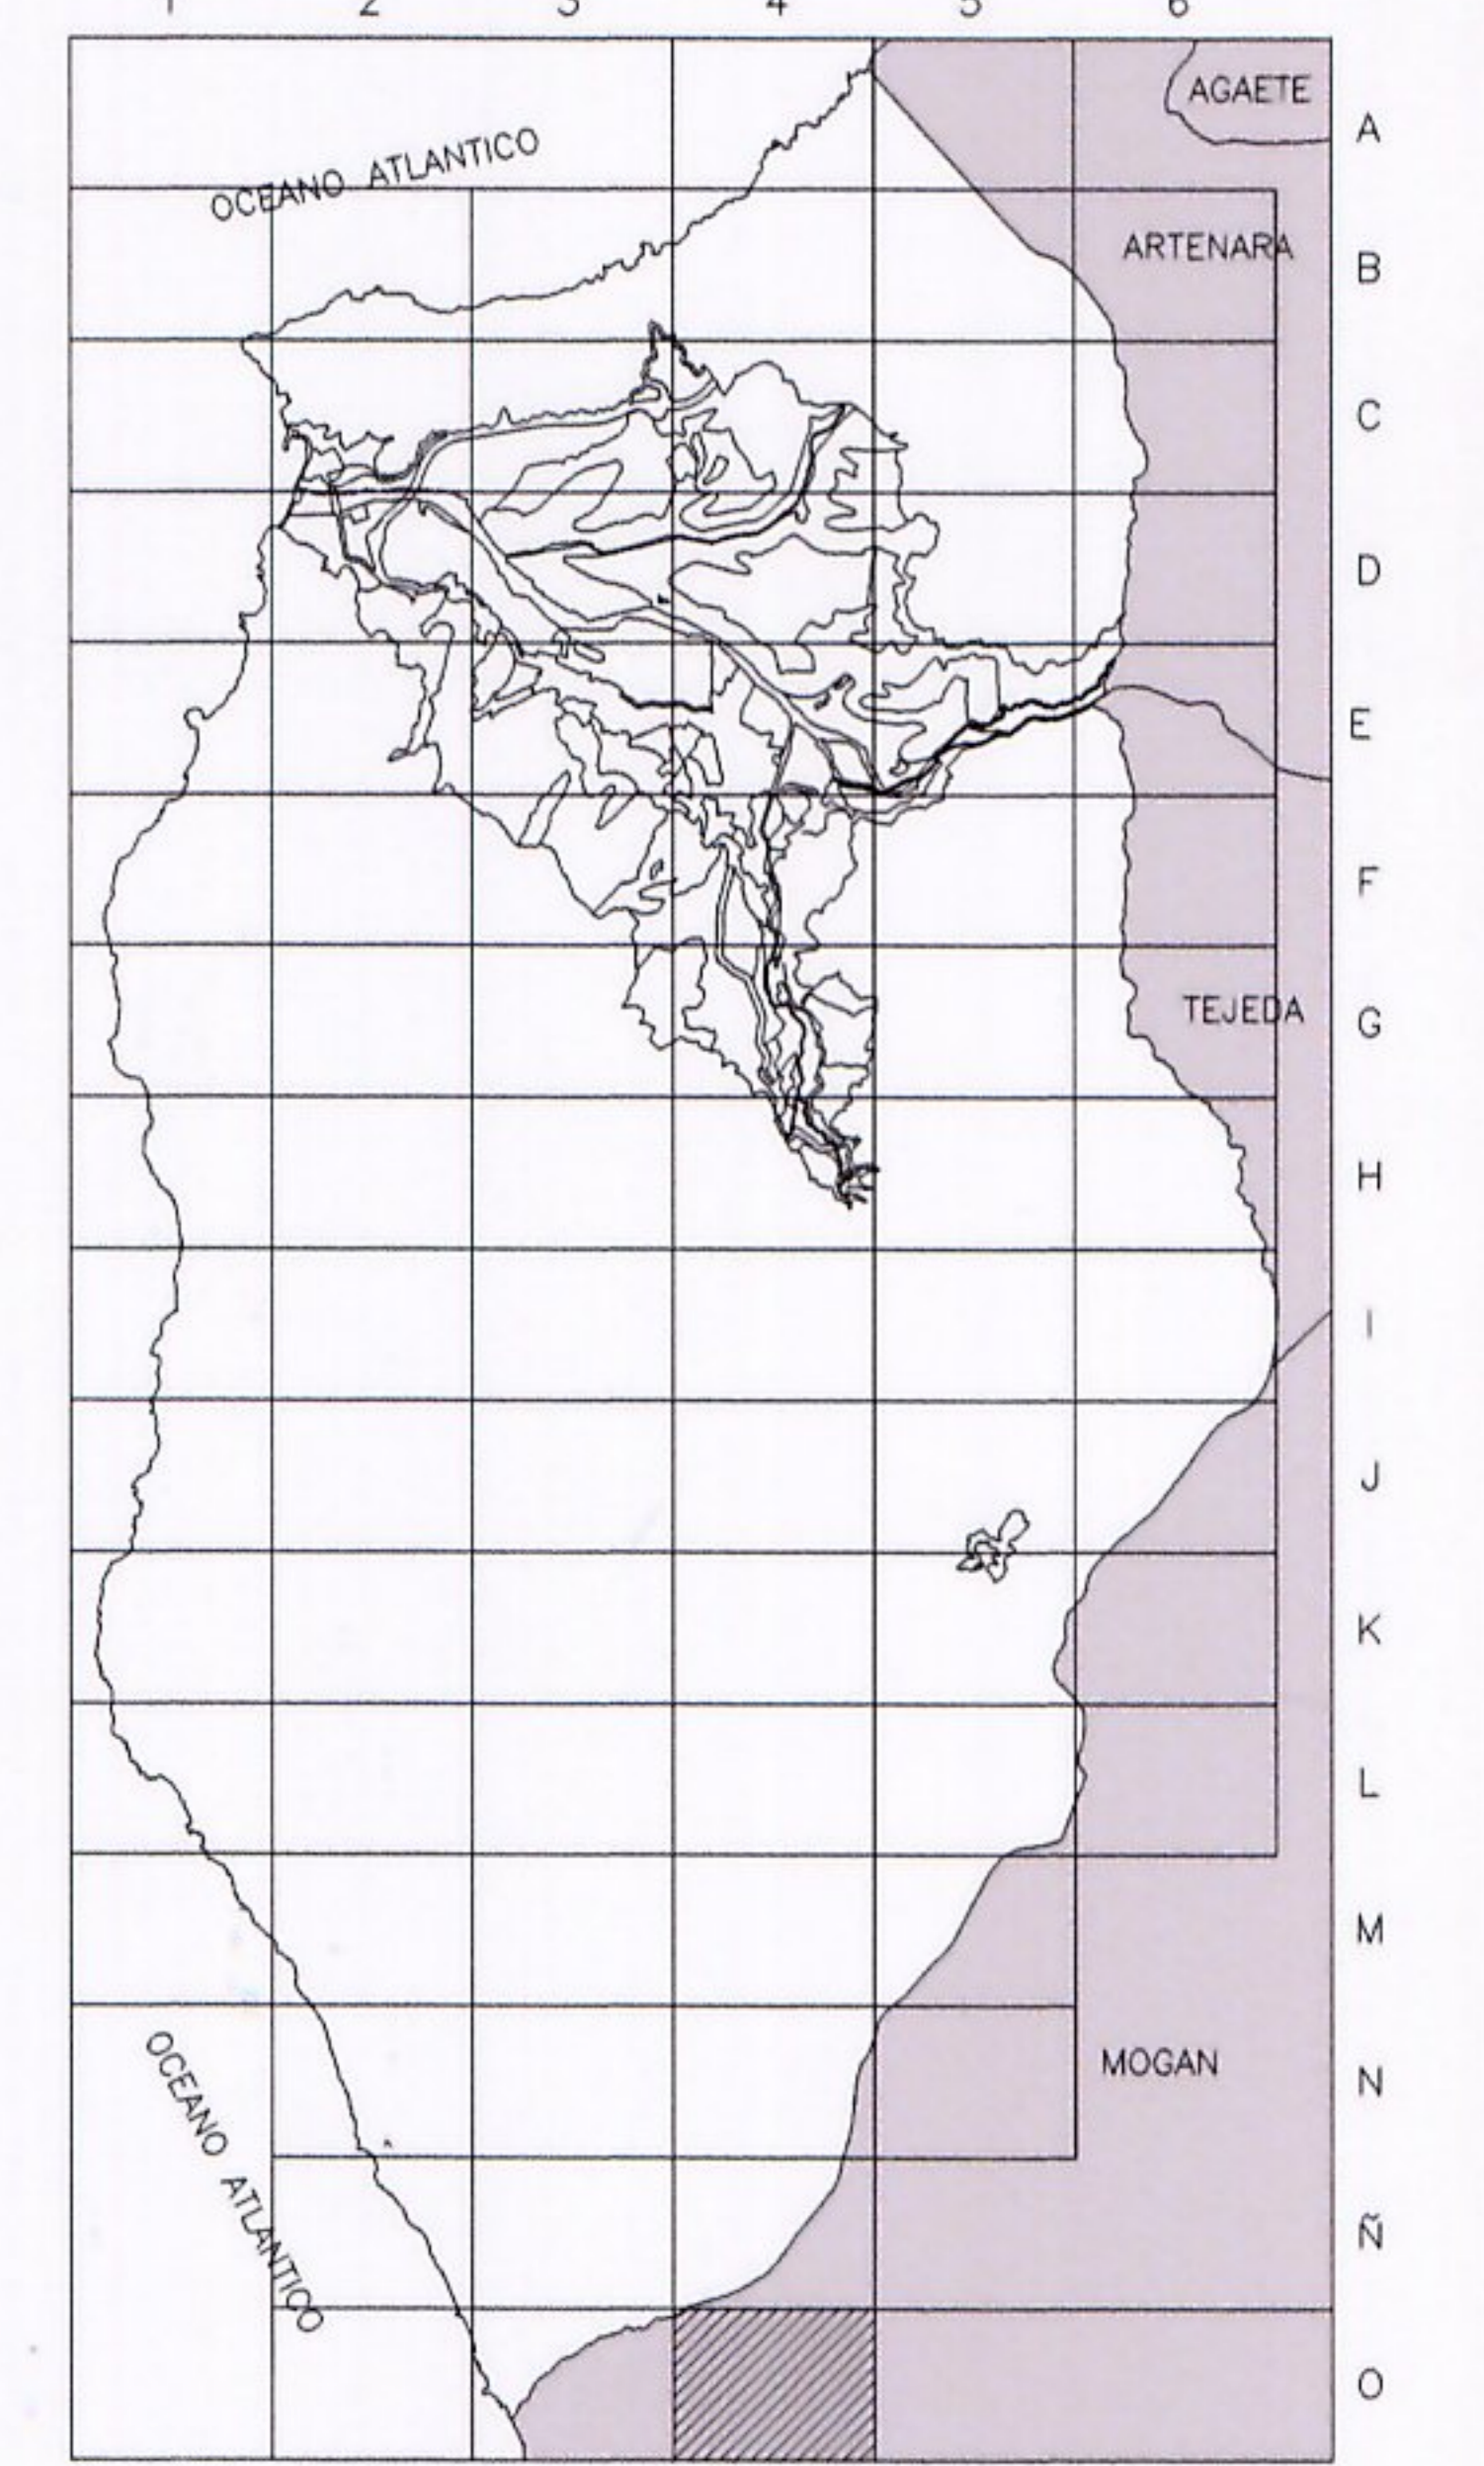 1 2 3 4 5 6
AGAETE
A
OCEANO ATLANTICO
ARTENARA
B
C
D
E
F
TEJEDA
G
H
I
J
K
L
M
OCEANO ATLANTICO
MOGAN
N
Ñ
O